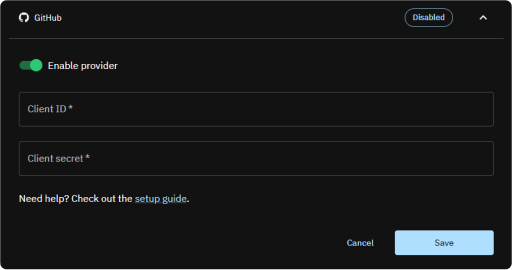 GitHub
Disabled
Enable provider
Client ID *
Client secret *
Need help? Check out the setup guide.
Cancel
Save